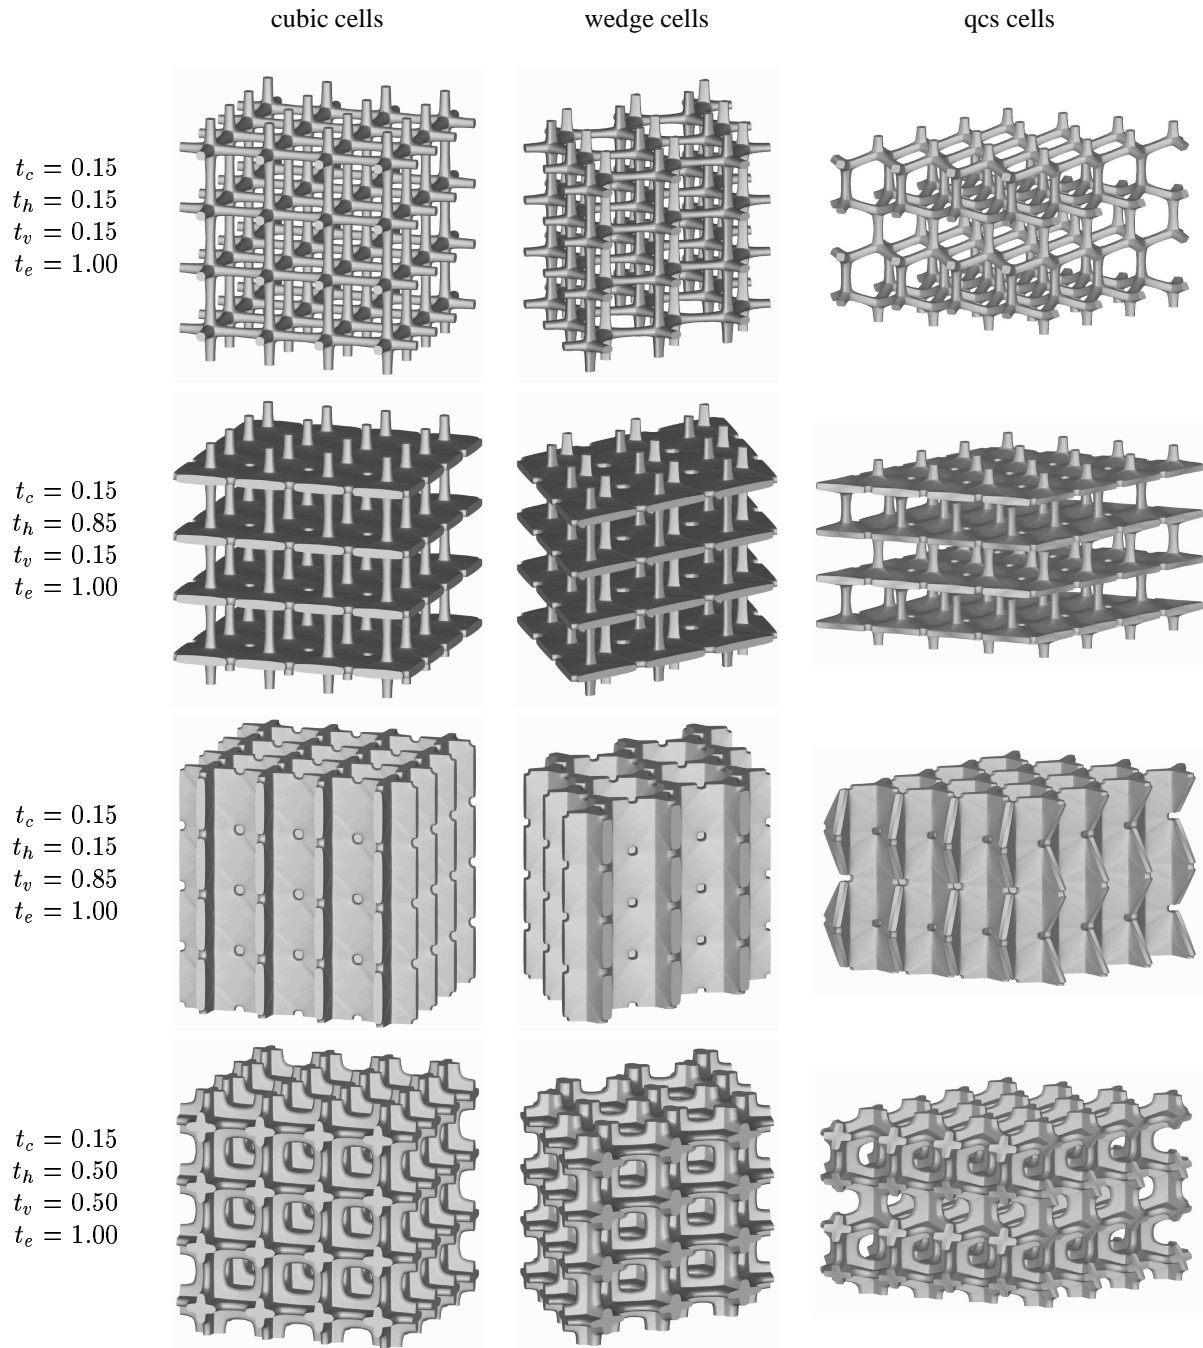 cubic cells wedge cells qcs cells
t_c = 0.15
t_h = 0.15
t_v = 0.15
t_e = 1.00
t_c = 0.15
t_h = 0.85
t_v = 0.15
t_e = 1.00
t_c = 0.15
t_h = 0.15
t_v = 0.85
t_e = 1.00
t_c = 0.15
t_h = 0.50
t_v = 0.50
t_e = 1.00